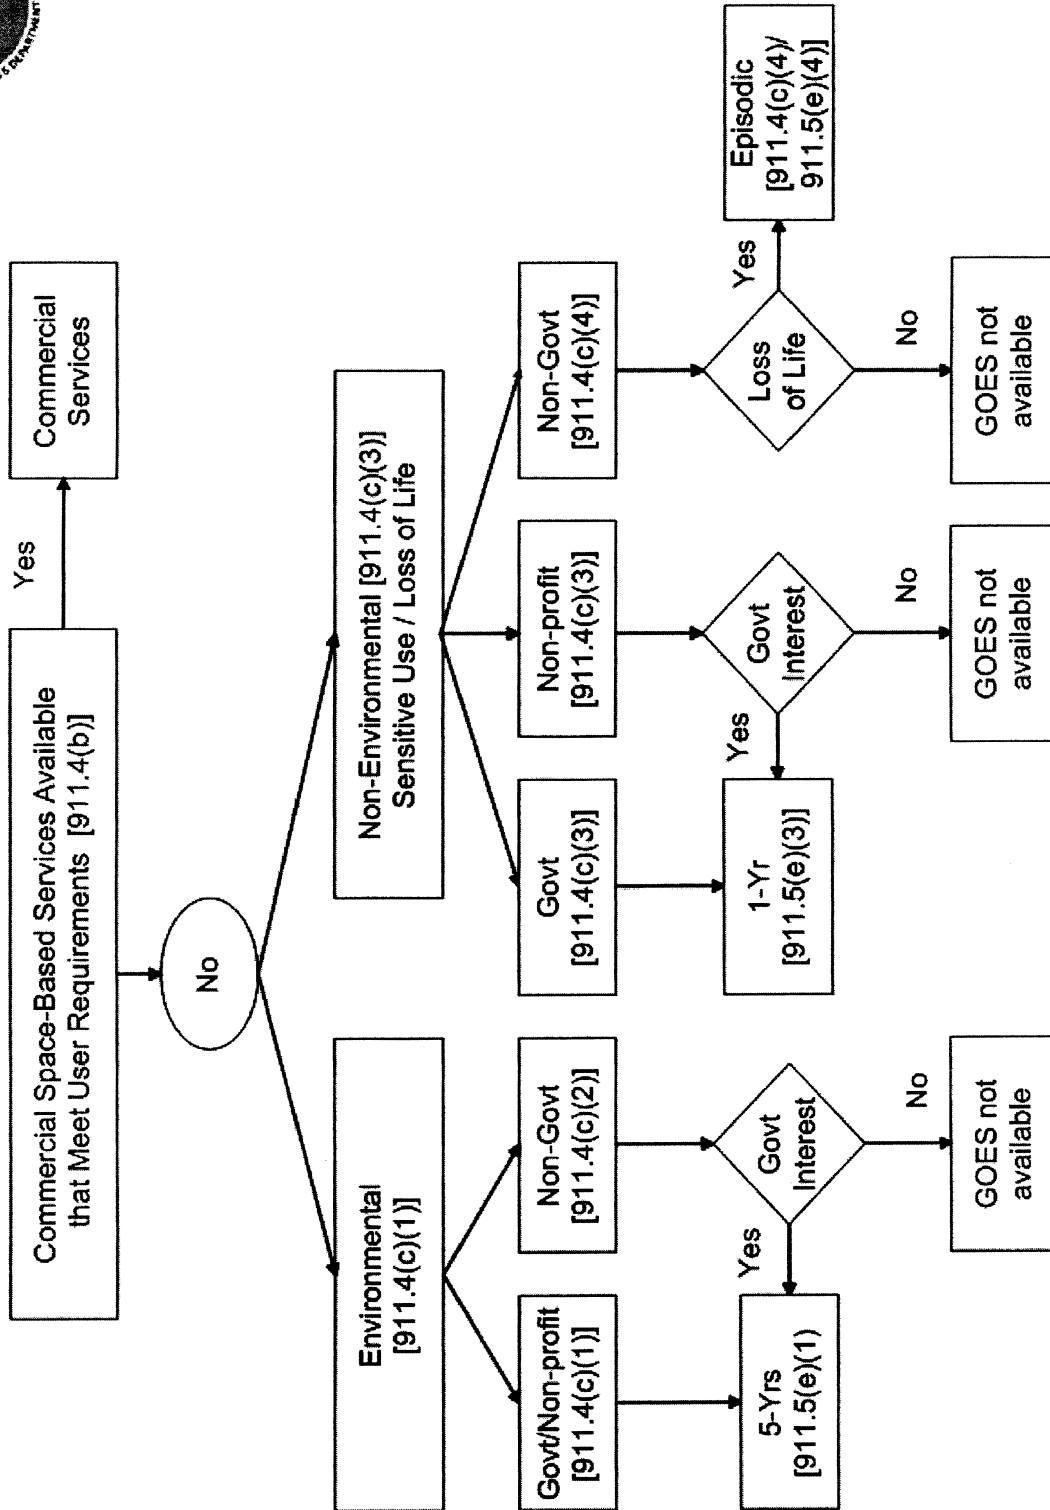 Commercial Space-Based Services Available
that Meet User Requirements [911.4(b)]
Yes
Commercial
Services
No
Environmental
[911.4(c)(1)]
Non-Environmental [911.4(c)(3)]
Sensitive Use / Loss of Life
Govt/Non-profit
[911.4(c)(1)]
Non-Govt
[911.4(c)(2)]
Govt
[911.4(c)(3)]
Non-profit
[911.4(c)(3)]
Non-Govt
[911.4(c)(4)]
5-Yrs
[911.5(e)(1)
Yes
Govt
Interest
No
GOES not
available
1-Yr
[911.5(e)(3)]
Yes
Govt
Interest
No
GOES not
available
Loss
of Life
Yes
Episodic
[911.4(c)(4)/
911.5(e)(4)]
No
GOES not
available
DEPARTMENT